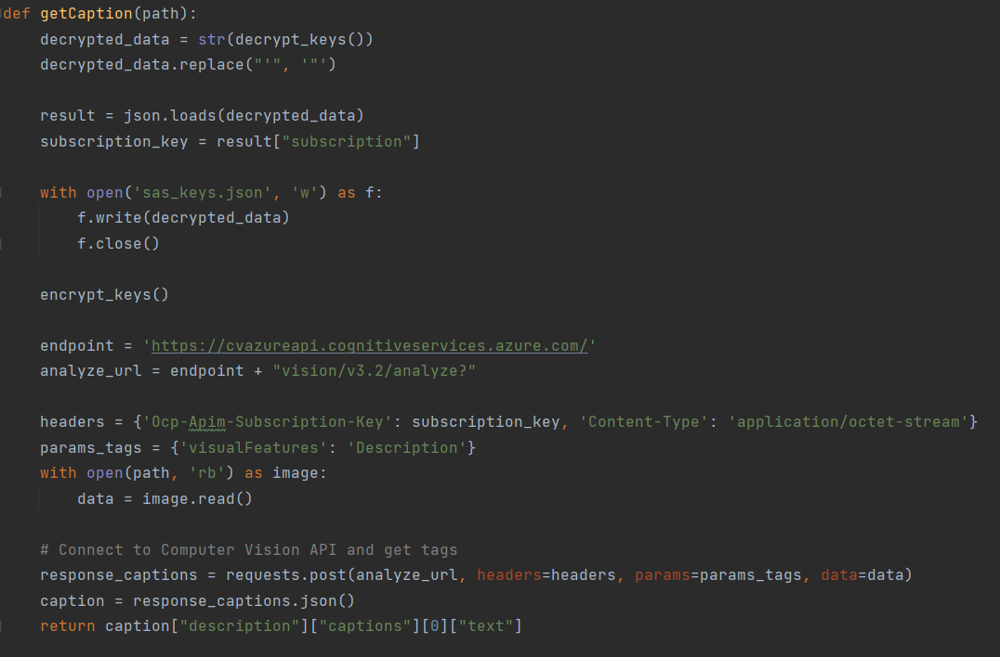 def getCaption(path):
    decrypted_data = str(decrypt_keys())
    decrypted_data.replace("'", '"')

    result = json.loads(decrypted_data)
    subscription_key = result["subscription"]

    with open('sas_keys.json', 'w') as f:
        f.write(decrypted_data)
        f.close()

    encrypt_keys()

    endpoint = 'https://cvazureapi.cognitiveservices.azure.com/'
    analyze_url = endpoint + "vision/v3.2/analyze?"

    headers = {'Ocp-Apim-Subscription-Key': subscription_key, 'Content-Type': 'application/octet-stream'}
    params_tags = {'visualFeatures': 'Description'}
    with open(path, 'rb') as image:
        data = image.read()

    # Connect to Computer Vision API and get tags
    response_captions = requests.post(analyze_url, headers=headers, params=params_tags, data=data)
    caption = response_captions.json()
    return caption["description"]["captions"][0]["text"]